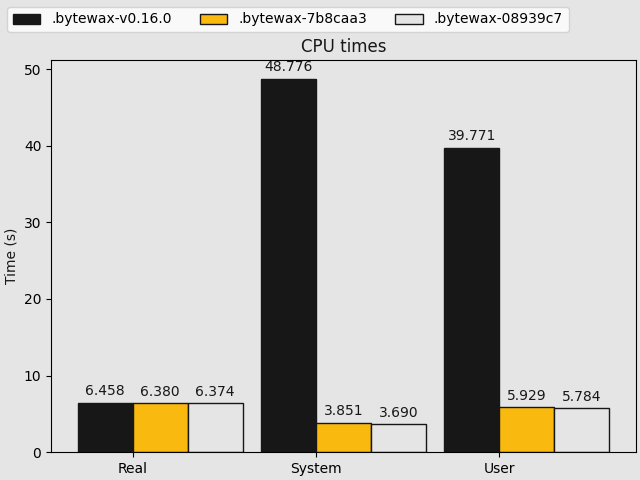 .bytewax-v0.16.0 .bytewax-7b8caa3 .bytewax-08939c7
CPU times
Time (s)
50
40
30
20
10
0
6.458 6.380 6.374
48.776 3.851 3.690
39.771 5.929 5.784
Real System User